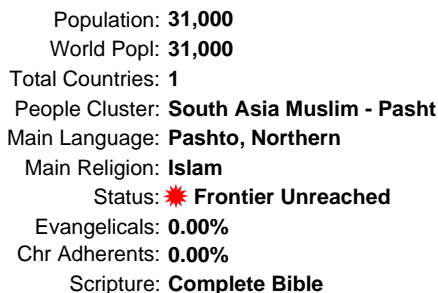 Population: 31,000
World Popl: 31,000
Total Countries: 1
People Cluster: South Asia Muslim - Pasht
Main Language: Pashto, Northern
Main Religion: Islam
Status: Frontier Unreached
Evangelicals: 0.00%
Chr Adherents: 0.00%
Scripture: Complete Bible